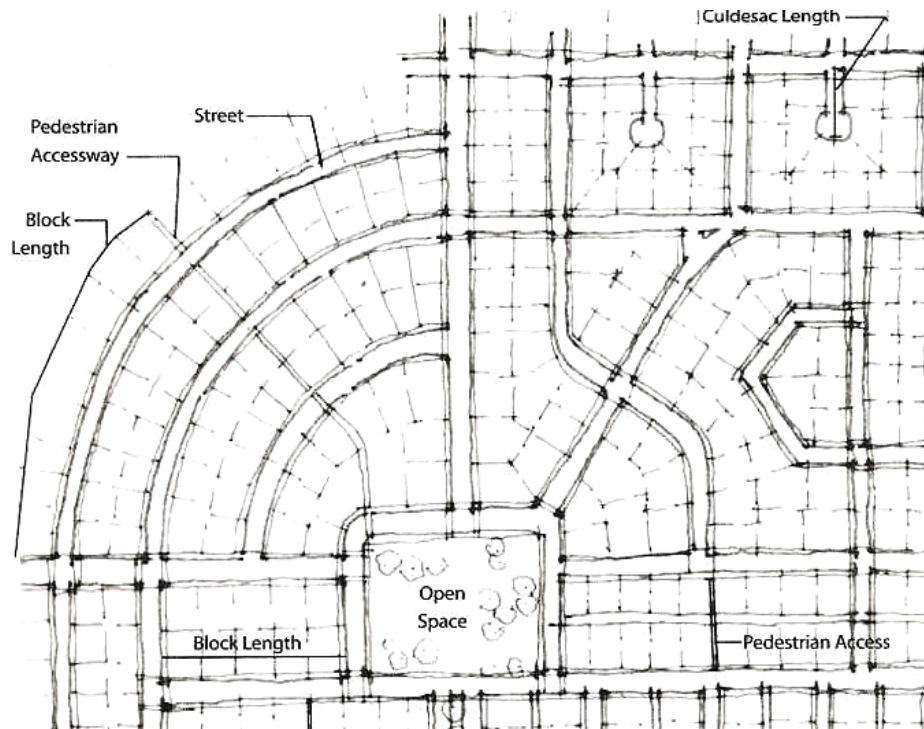 Culdesac Length
Street
Pedestrian
Accessway
Block
Length
Open
Space
Block Length
Pedestrian Access